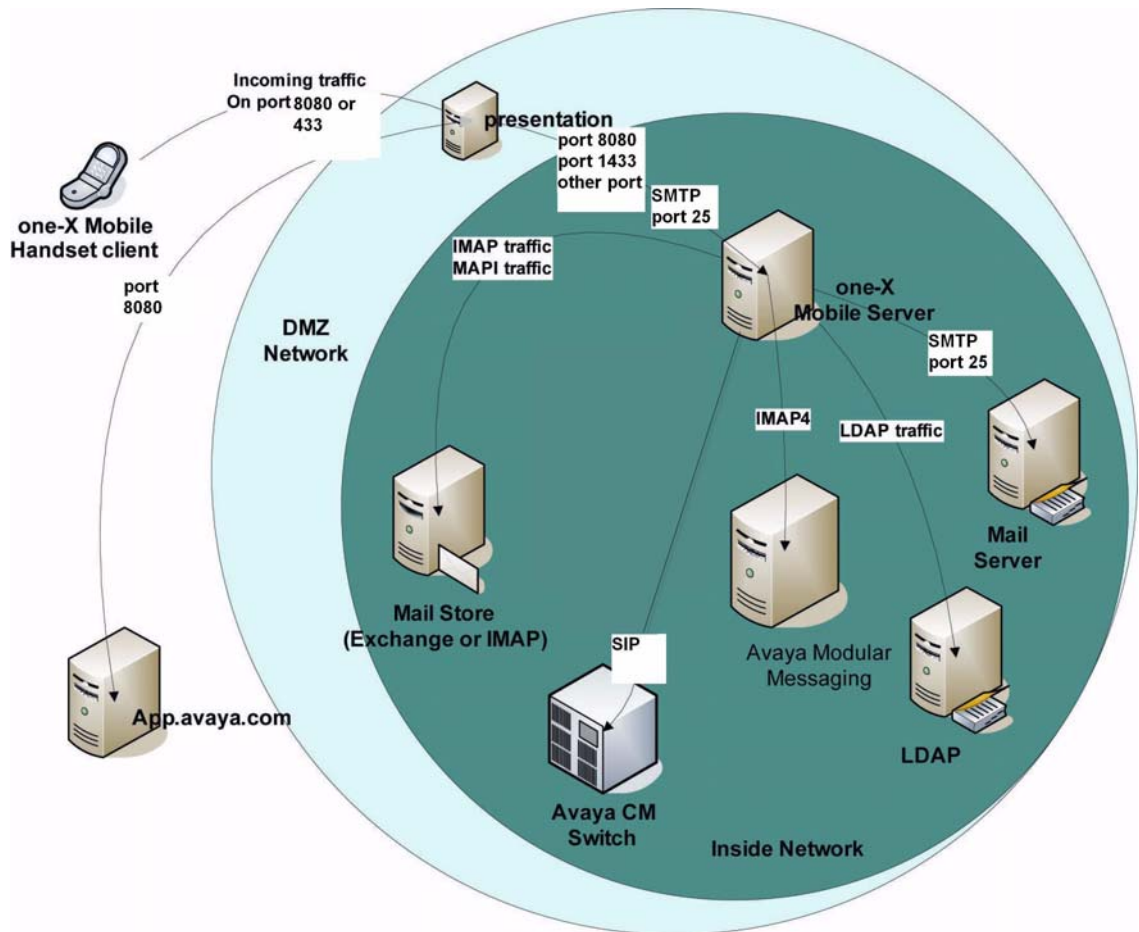 Incoming traffic
On port 8080 or
433
presentation
port 8080
port 1433
other port
SMTP
port 25
one-X Mobile
Handset client
IMAP traffic
MAPI traffic
port
8080
one-X
Mobile Server
DMZ
Network
SMTP
port 25
IMAP4
LDAP traffic
Mail
Server
Mail Store
(Exchange or IMAP)
SIP
Avaya Modular
Messaging
App.avaya.com
LDAP
Avaya CM
Switch
Inside Network